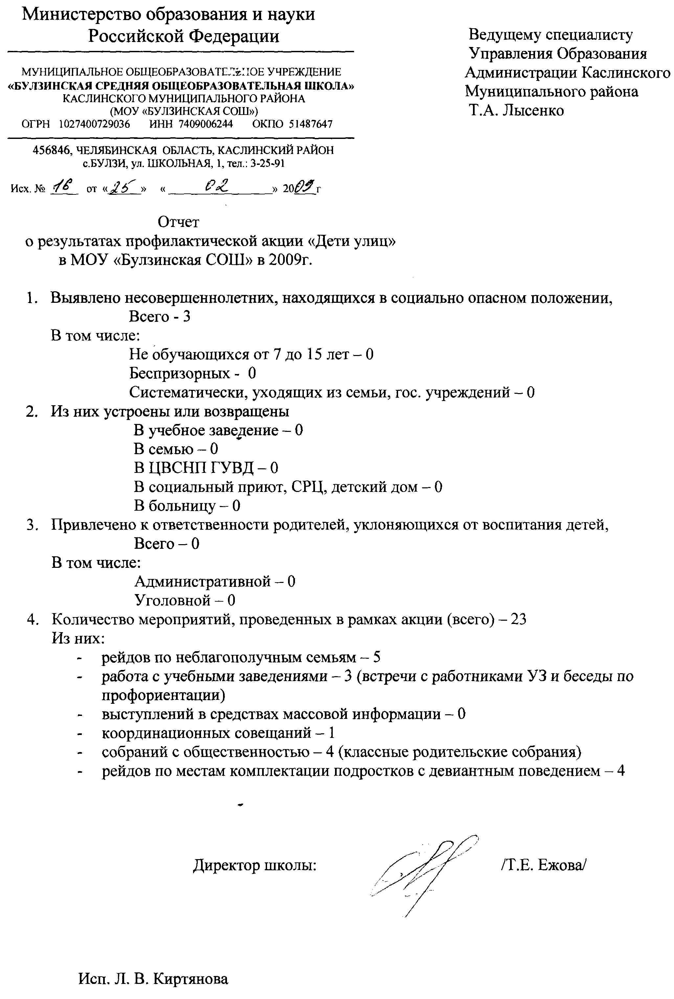 Министерство образования и науки
Российской Федерации
МУНИЦИПАЛЬНОЕ ОБЩЕОБРАЗОВАТЕЛЬНОЕ УЧРЕЖДЕНИЕ
«БУЛЗИНСКАЯ СРЕДНЯЯ ОБЩЕОБРАЗОВАТЕЛЬНАЯ ШКОЛА»
КАСЛИНСКОГО МУНИЦИПАЛЬНОГО РАЙОНА
(МОУ «БУЛЗИНСКАЯ СОШ»)
ОГРН 1027400729036 ИНН 7409006244 ОКПО 51487647
456846, ЧЕЛЯБИНСКАЯ ОБЛАСТЬ, КАСЛИНСКИЙ РАЙОН
с.БУЛЗИ, ул. ШКОЛЬНАЯ, 1, тел.: 3-25-91
Исх. № 16 от «25» «02» 2009г
Ведущему специалисту
Управления Образования
Администрации Каслинского
Муниципального района
Т.А. Лысенко
Отчет
о результатах профилактической акции «Дети улиц»
в МОУ «Булзинская СОШ» в 2009г.
1. Выявлено несовершеннолетних, находящихся в социально опасном положении,
Всего - 3
В том числе:
Не обучающихся от 7 до 15 лет – 0
Беспризорных - 0
Систематически, уходящих из семьи, гос. учреждений – 0
2. Из них устроены или возвращены
В учебное заведение – 0
В семью – 0
В ЦВСНП ГУВД – 0
В социальный приют, СРЦ, детский дом – 0
В больницу – 0
3. Привлечено к ответственности родителей, уклоняющихся от воспитания детей,
Всего – 0
В том числе:
Административной – 0
Уголовной – 0
4. Количество мероприятий, проведенных в рамках акции (всего) – 23
Из них:
- рейдов по неблагополучным семьям – 5
- работа с учебными заведениями – 3 (встречи с работниками УЗ и беседы по
профориентации)
- выступлений в средствах массовой информации – 0
- координационных совещаний – 1
- собраний с общественностью – 4 (классные родительские собрания)
- рейдов по местам комплектации подростков с девиантным поведением – 4
Директор школы: /Т.Е. Ежова/
Исп. Л. В. Киртянова